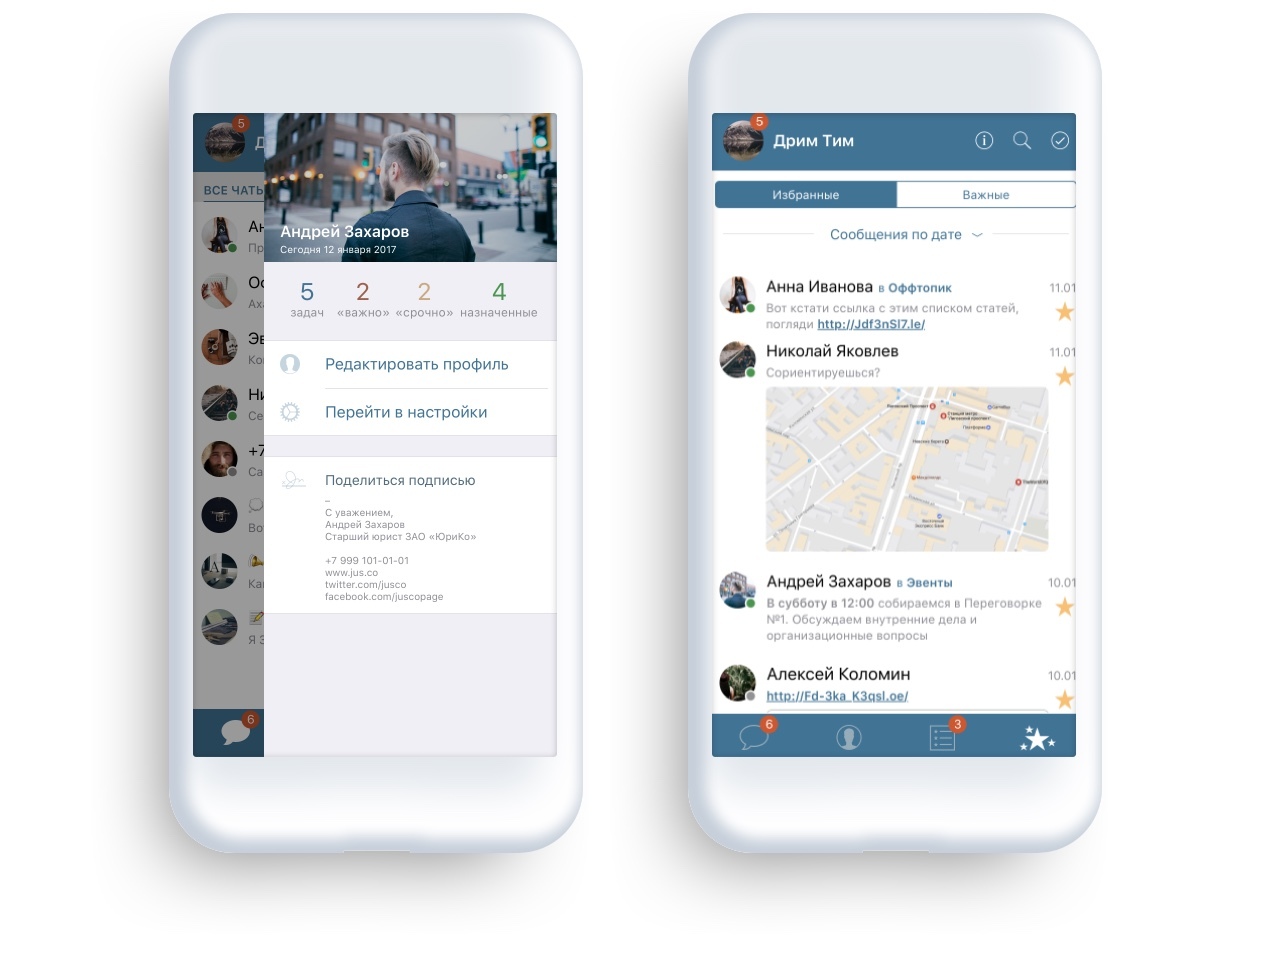 5
Д
ВСЕ ЧАТЫ
Ан
Пр
Оф
Аха
Эв
Ко
Ни
Се
+7
Са
Во
Ка
Я З
6
Андрей Захаров
Сегодня 12 января 2017
5 2 2 4
задач «важно» «срочно» назначенные
Редактировать профиль
Перейти в настройки
Поделиться подписью
–
С уважением,
Андрей Захаров
Старший юрист ЗАО «ЮриКо»
+7 999 101-01-01
www.jus.co
twitter.com/jusco
facebook.com/juscopage
5
Дрим Тим
Избранные Важные
Сообщения по дате
Анна Иванова в Оффтопик 11.01
Вот кстати ссылка с этим списком статей,
погляди http://Jdf3nSl7.le/
Николай Яковлев 11.01
Сориентируешься?
Андрей Захаров в Эвенты 10.01
В субботу в 12:00 собираемся в Переговорке
№1. Обсуждаем внутренние дела и
организационные вопросы
Алексей Коломин 10.01
http://Fd-3ka_K3qsl.oe/
6 3